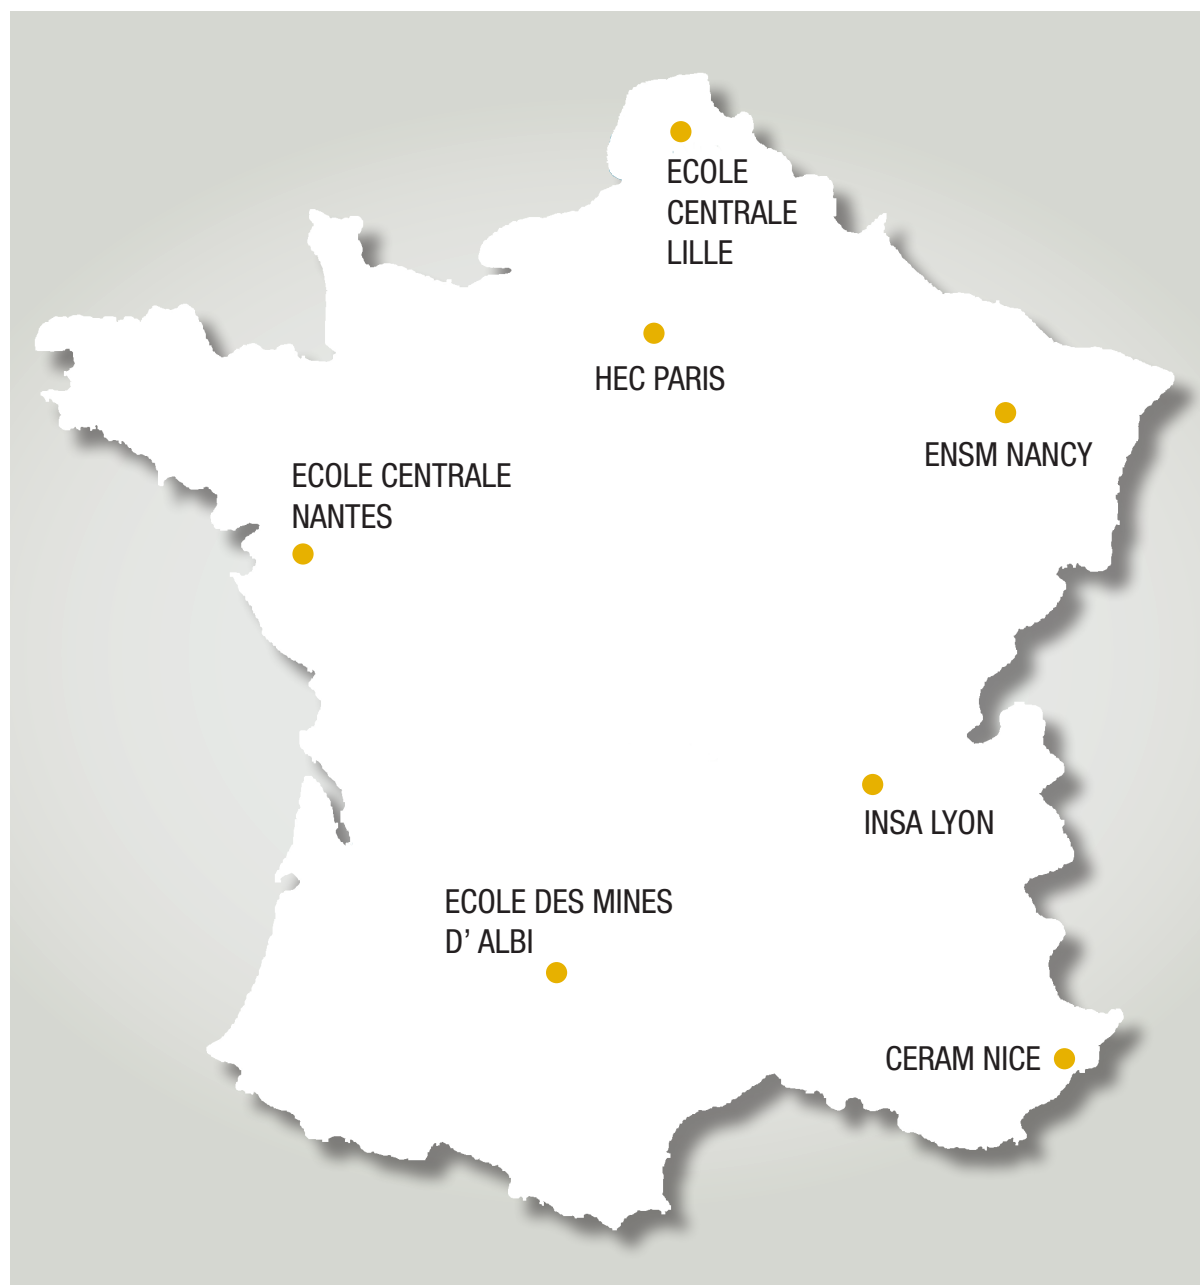 ECOLE
CENTRALE
LILLE
HEC PARIS
ENSM NANCY
ECOLE CENTRALE
NANTES
INSA LYON
ECOLE DES MINES
D’ ALBI
CERAM NICE